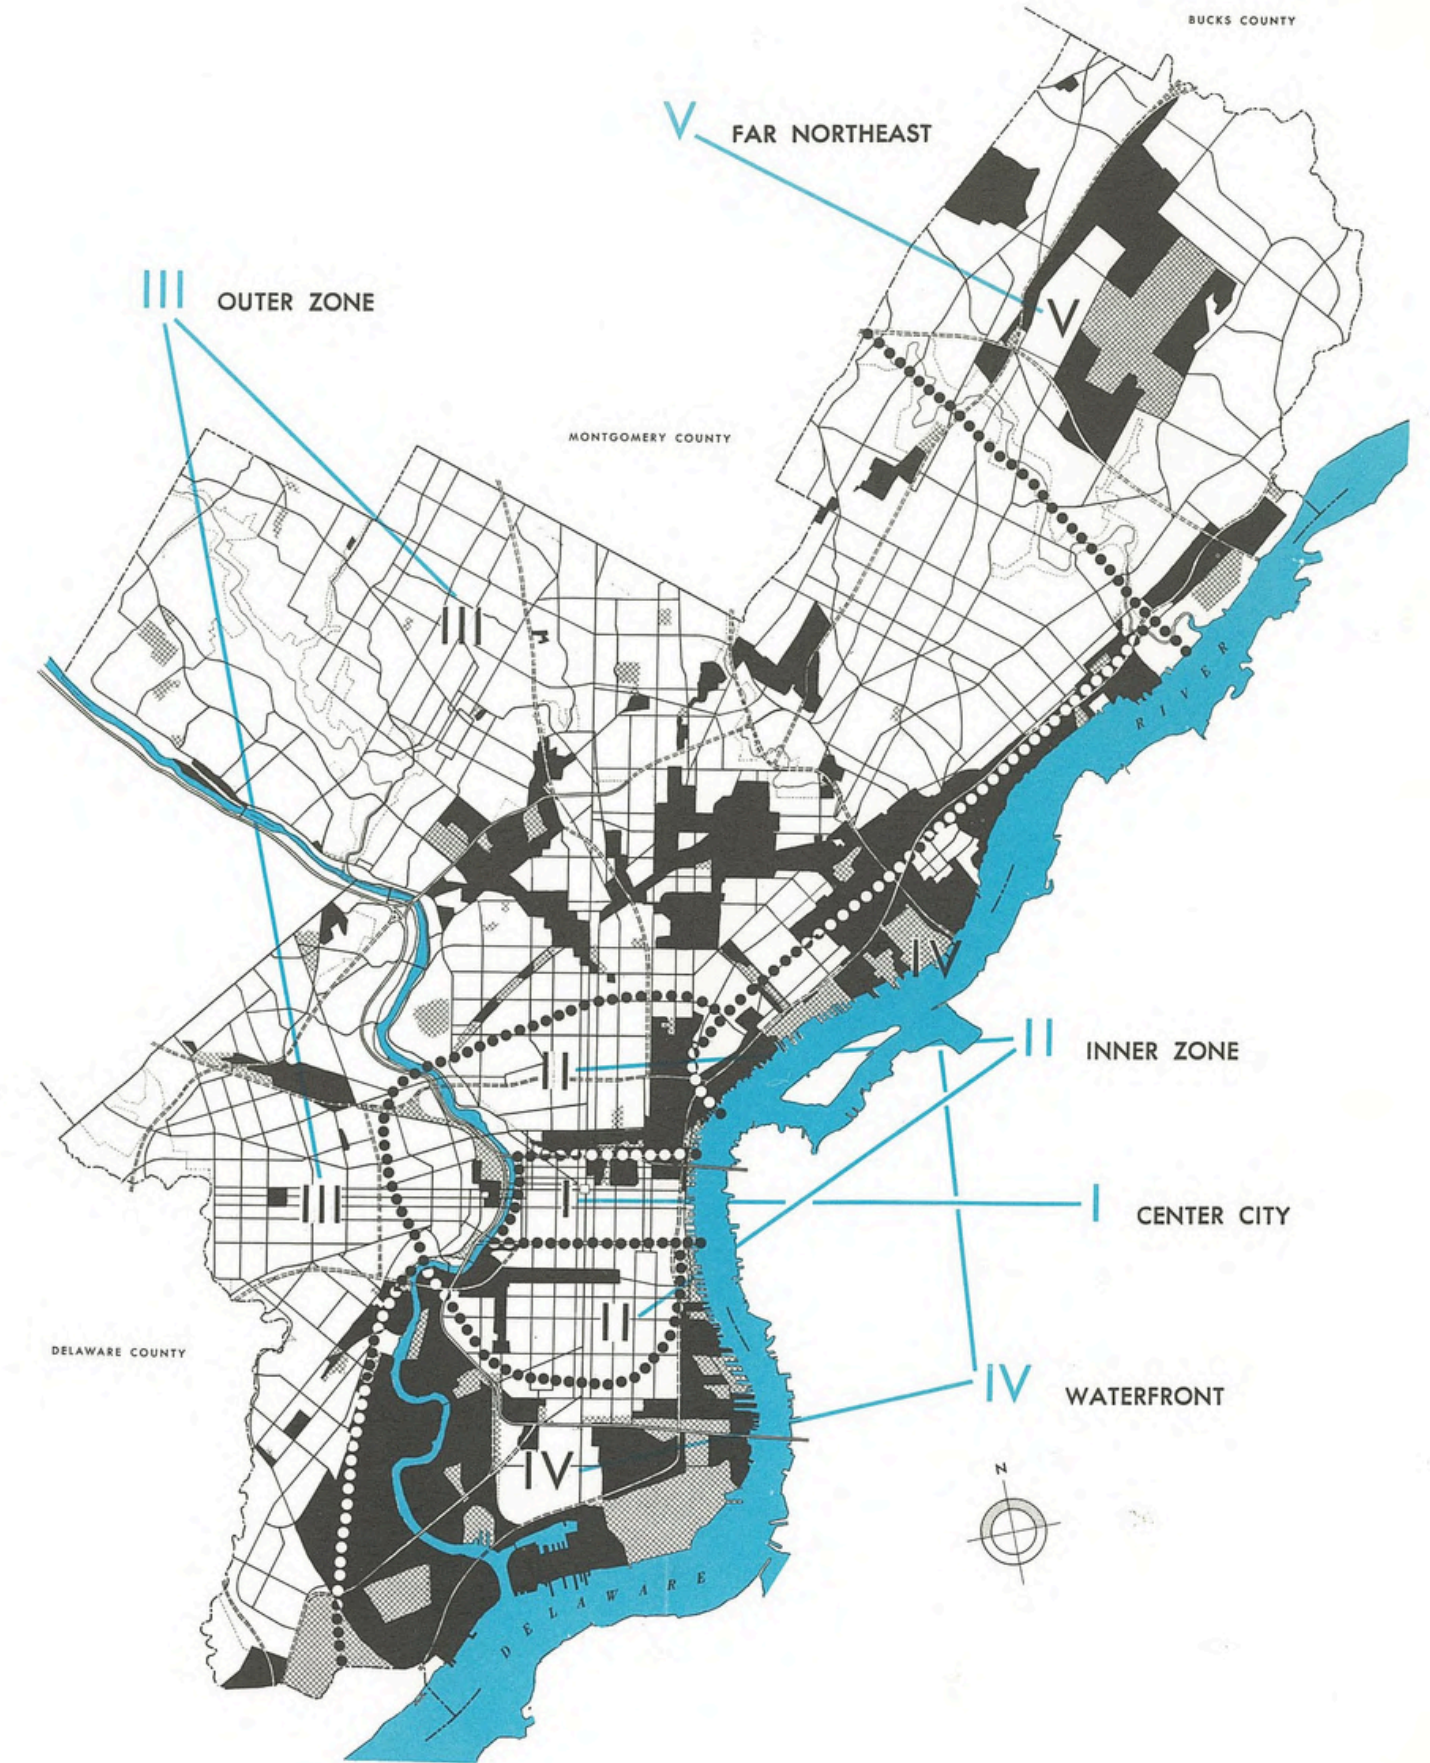 BUCKS COUNTY
V FAR NORTHEAST
III OUTER ZONE
V
MONTGOMERY COUNTY
III
RIVER
IV
II INNER ZONE
II
III
I
I CENTER CITY
II
DELAWARE COUNTY
IV WATERFRONT
IV
N
DELAWARE